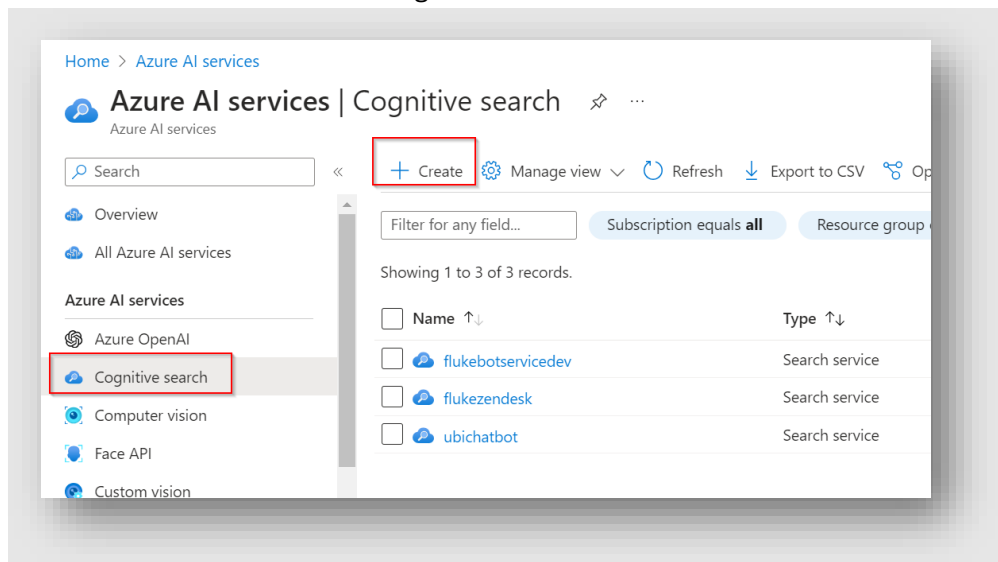 Home > Azure AI services
Azure AI services | Cognitive search ...
Azure AI services
Search «
+ Create Manage view Refresh Export to CSV Op
Overview
All Azure AI services
Azure AI services
Azure OpenAI
Cognitive search
Computer vision
Face API
Custom vision
Filter for any field... Subscription equals all Resource group
Showing 1 to 3 of 3 records.
Name ↑↓ Type ↑↓
flukebotservicedev Search service
flukezendesk Search service
ubichatbot Search service